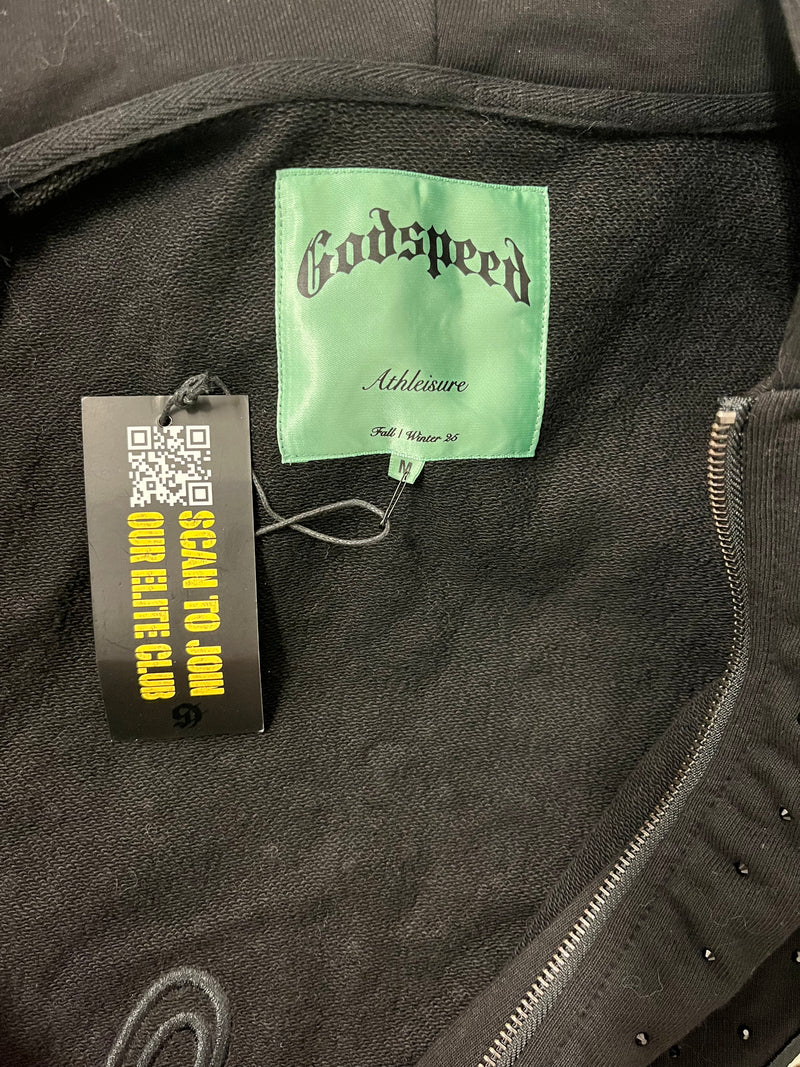 Godspeed
Athleisure
Fall | Winter 25
M
SCAN TO JOIN
OUR ELITE CLUB